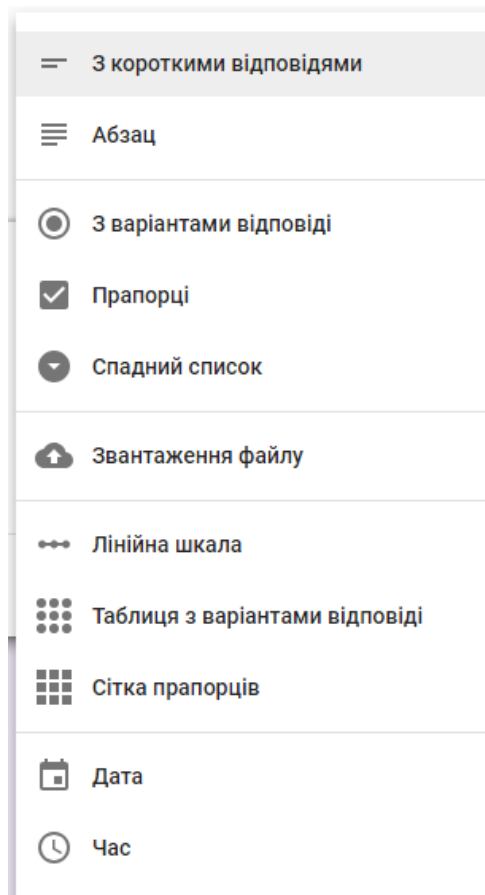 З короткими відповідями
Абзац
З варіантами відповіді
Прапорці
Спадний список
Звантаження файлу
Лінійна шкала
Таблиця з варіантами відповіді
Сітка прапорців
Дата
Час